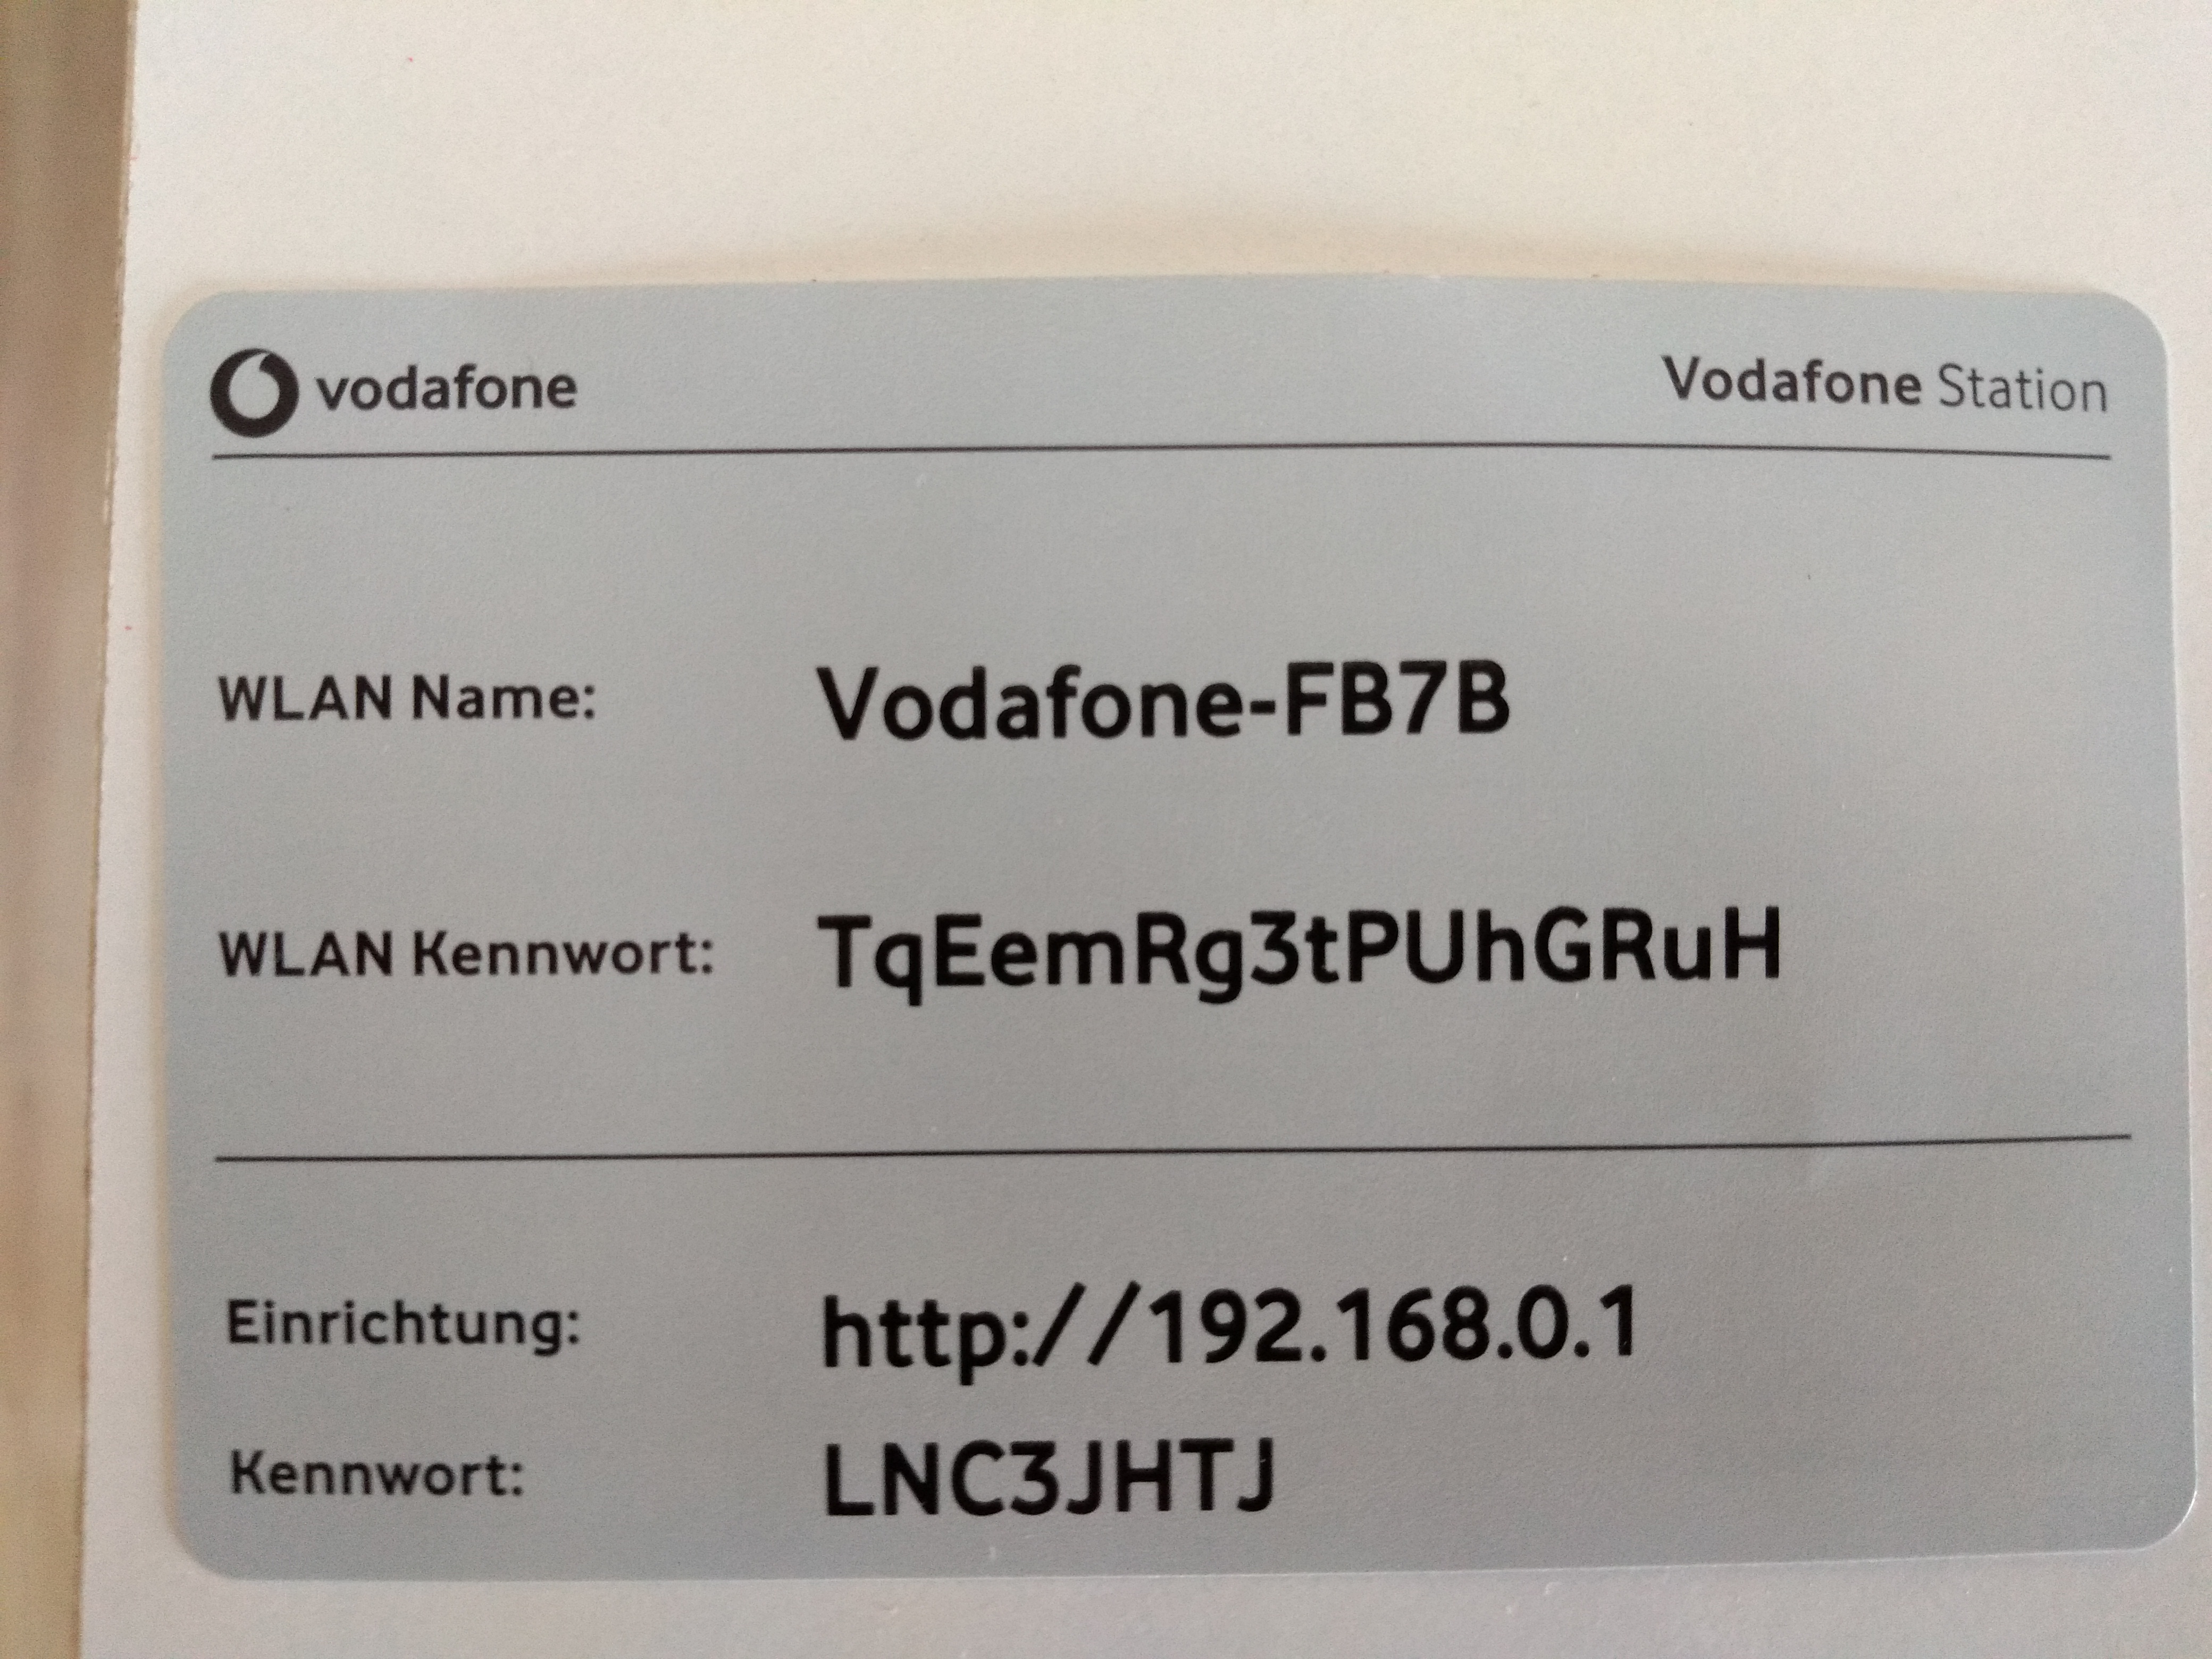 vodafone Vodafone Station
WLAN Name: Vodafone-FB7B
WLAN Kennwort: TqEemRg3tPUhGRuH
Einrichtung: http://192.168.0.1
Kennwort: LNC3JHTJ